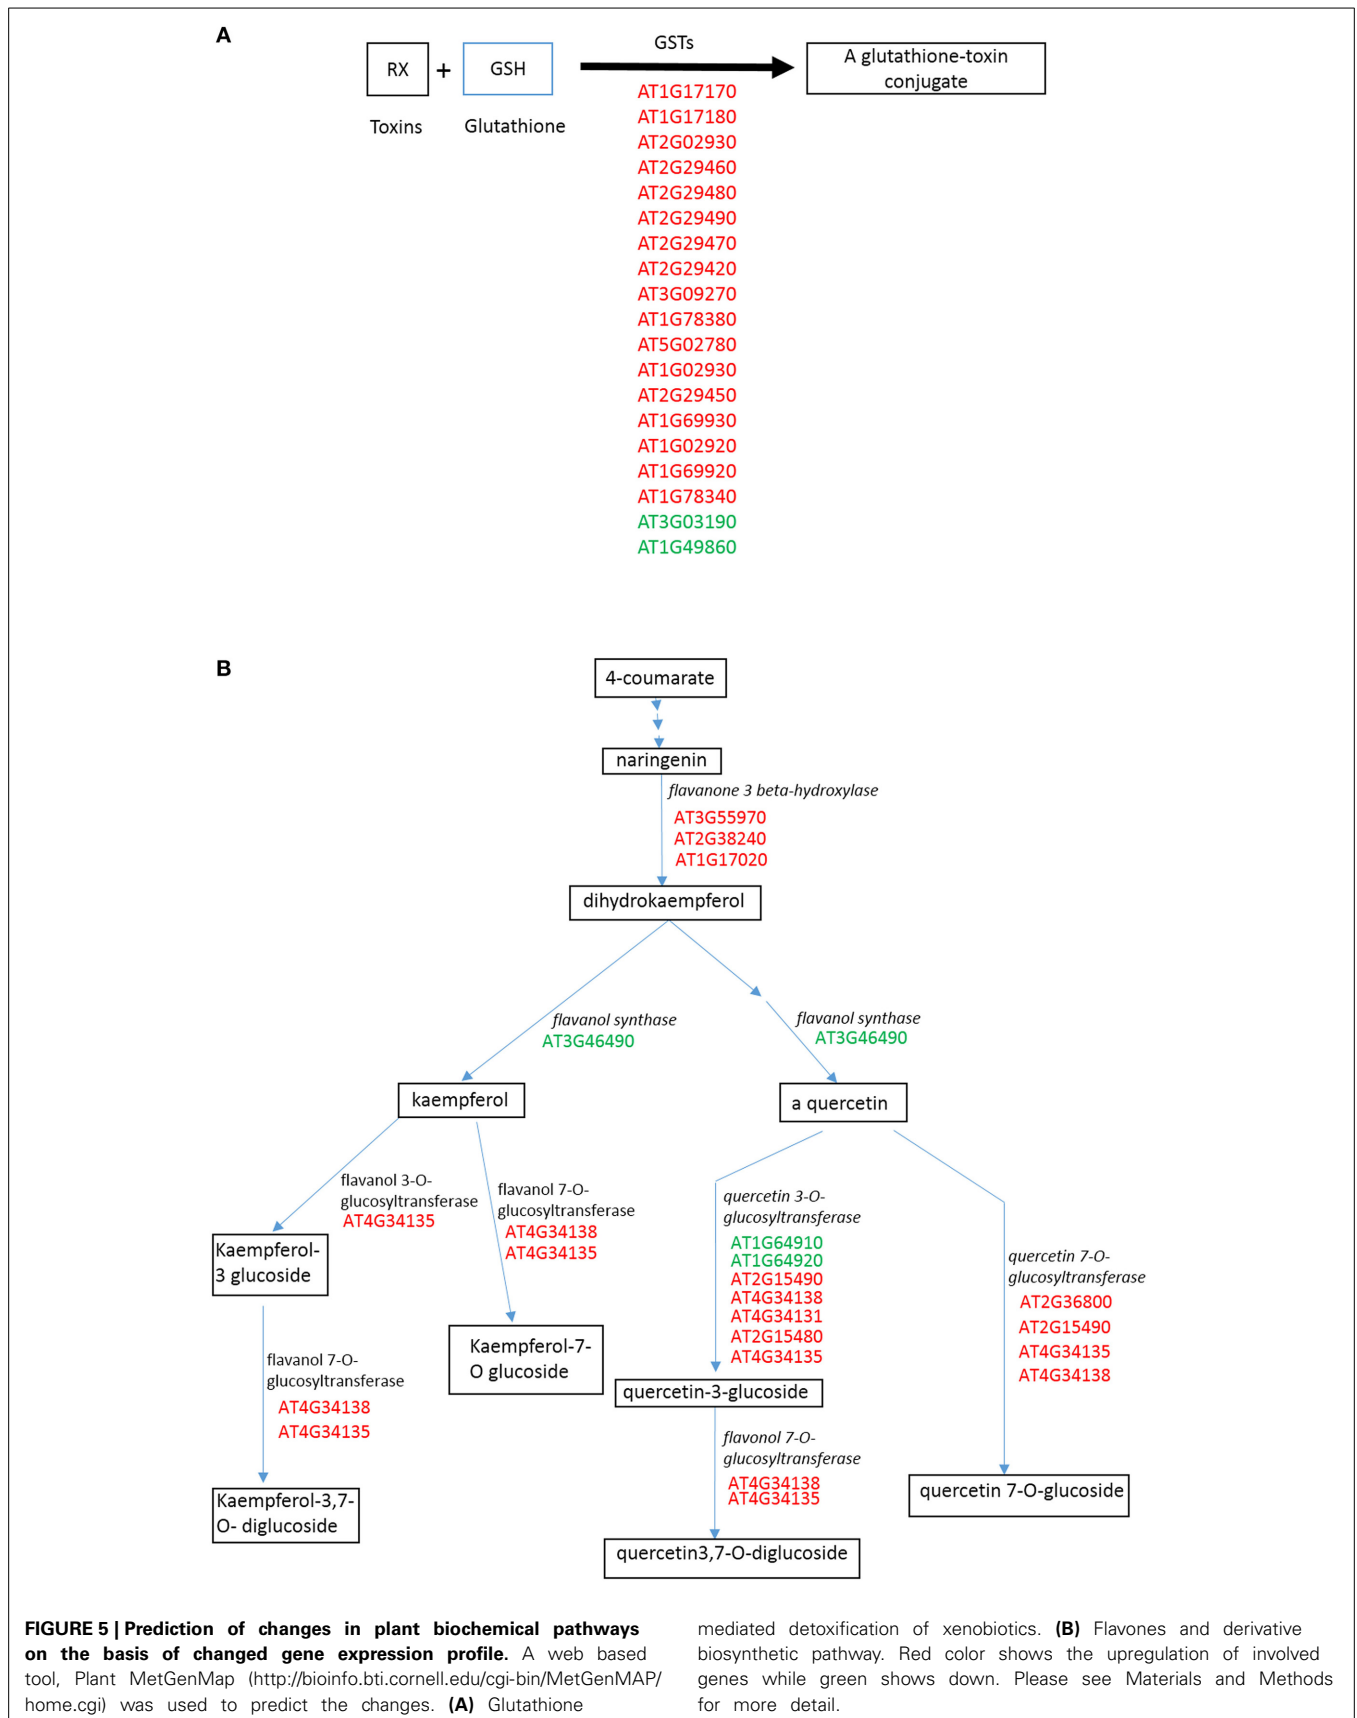 A
RX
+
GSH
GSTs
A glutathione-toxin
conjugate
Toxins
Glutathione
AT1G17170
AT1G17180
AT2G02930
AT2G29460
AT2G29480
AT2G29490
AT2G29470
AT2G29420
AT3G09270
AT1G78380
AT5G02780
AT1G02930
AT2G29450
AT1G69930
AT1G02920
AT1G69920
AT1G78340
AT3G03190
AT1G49860
B
4-coumarate
naringenin
flavanone 3 beta-hydroxylase
AT3G55970
AT2G38240
AT1G17020
dihydrokaempferol
flavanol synthase
AT3G46490
flavanol synthase
AT3G46490
kaempferol
a quercetin
flavanol 3-O-
glucosyltransferase
AT4G34135
flavanol 7-O-
glucosyltransferase
AT4G34138
AT4G34135
quercetin 3-O-
glucosyltransferase
AT1G64910
AT1G64920
AT2G15490
AT4G34138
AT4G34131
AT2G15480
AT4G34135
quercetin 7-O-
glucosyltransferase
AT2G36800
AT2G15490
AT4G34135
AT4G34138
Kaempferol-
3 glucoside
Kaempferol-7-
O glucoside
flavanol 7-O-
glucosyltransferase
AT4G34138
AT4G34135
quercetin-3-glucoside
flavonol 7-O-
glucosyltransferase
AT4G34138
AT4G34135
Kaempferol-3,7-
O- diglucoside
quercetin 7-O-glucoside
quercetin3,7-O-diglucoside
FIGURE 5 | Prediction of changes in plant biochemical pathways
on the basis of changed gene expression profile. A web based
tool, Plant MetGenMap (http://bioinfo.bti.cornell.edu/cgi-bin/MetGenMAP/
home.cgi) was used to predict the changes. (A) Glutathione
mediated detoxification of xenobiotics. (B) Flavones and derivative
biosynthetic pathway. Red color shows the upregulation of involved
genes while green shows down. Please see Materials and Methods
for more detail.